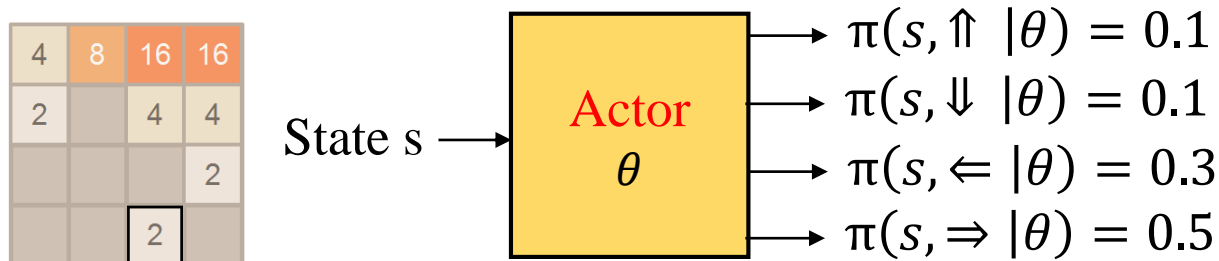 4 8 16 16
2 4 4
2
2
State s
Actor
θ
π(s,⇑ |θ) = 0.1
π(s,⇓ |θ) = 0.1
π(s,⇐ |θ) = 0.3
π(s,⇒ |θ) = 0.5